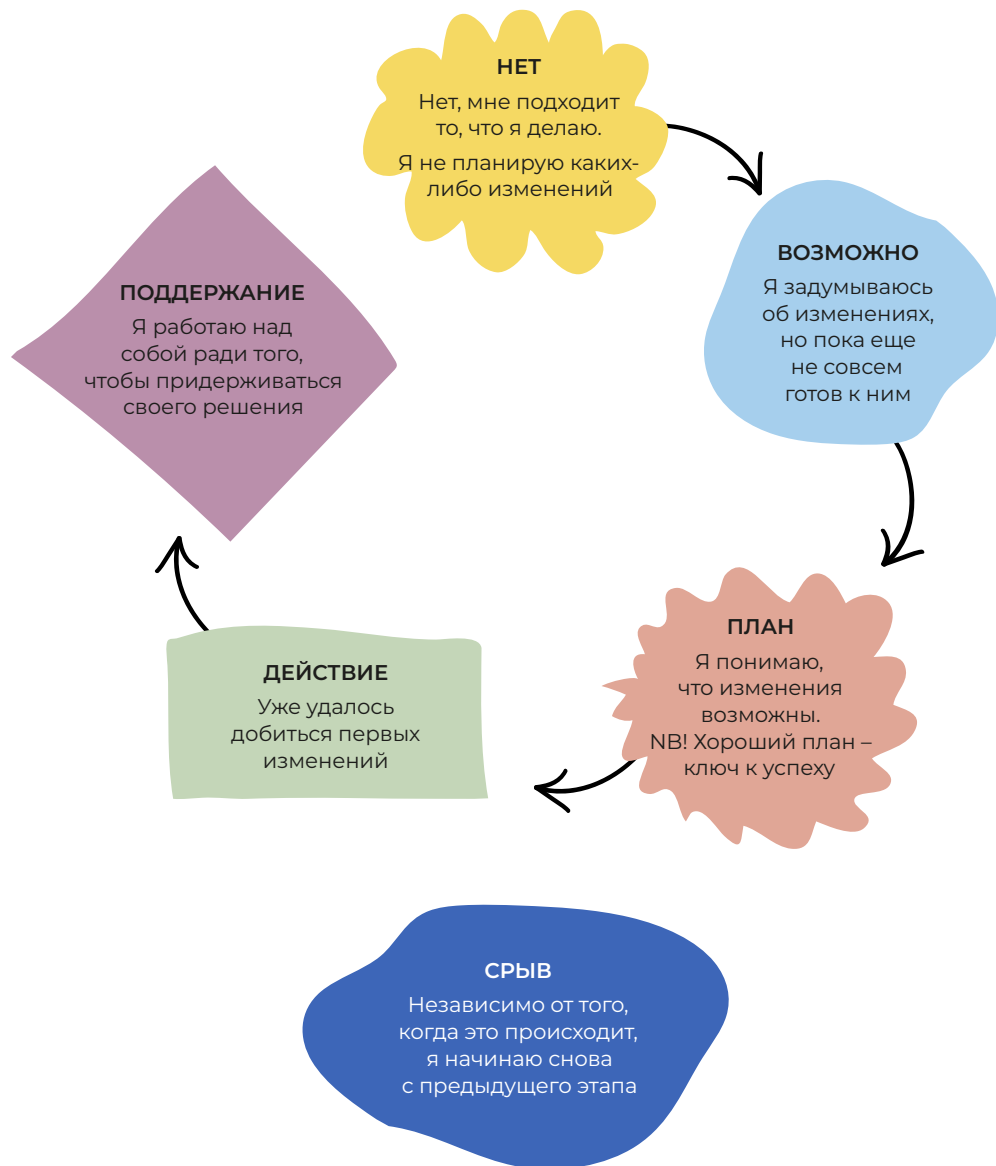 НЕТ
Нет, мне подходит
то, что я делаю.
Я не планирую каких-
либо изменений
ВОЗМОЖНО
Я задумываюсь
об изменениях,
но пока еще
не совсем
готов к ним
ПЛАН
Я понимаю,
что изменения
возможны.
NB! Хороший план –
ключ к успеху
ДЕЙСТВИЕ
Уже удалось
добиться первых
изменений
ПОДДЕРЖАНИЕ
Я работаю над
собой ради того,
чтобы придерживаться
своего решения
СРЫВ
Независимо от того,
когда это происходит,
я начинаю снова
с предыдущего этапа